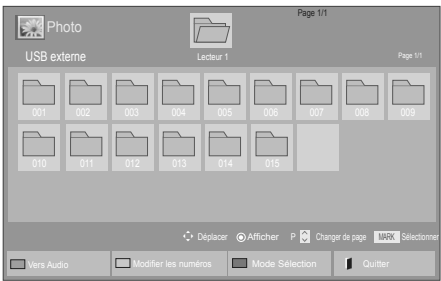 Page 1/1
Photo
USB externe
Lecteur 1
Page 1/1
001 002 003 004 005 006 007 008 009
010 011 012 013 014 015
Déplacer Afficher P Changer de page MARK Sélectionner
Vers Audio Modifier les numéros Mode Sélection Quitter